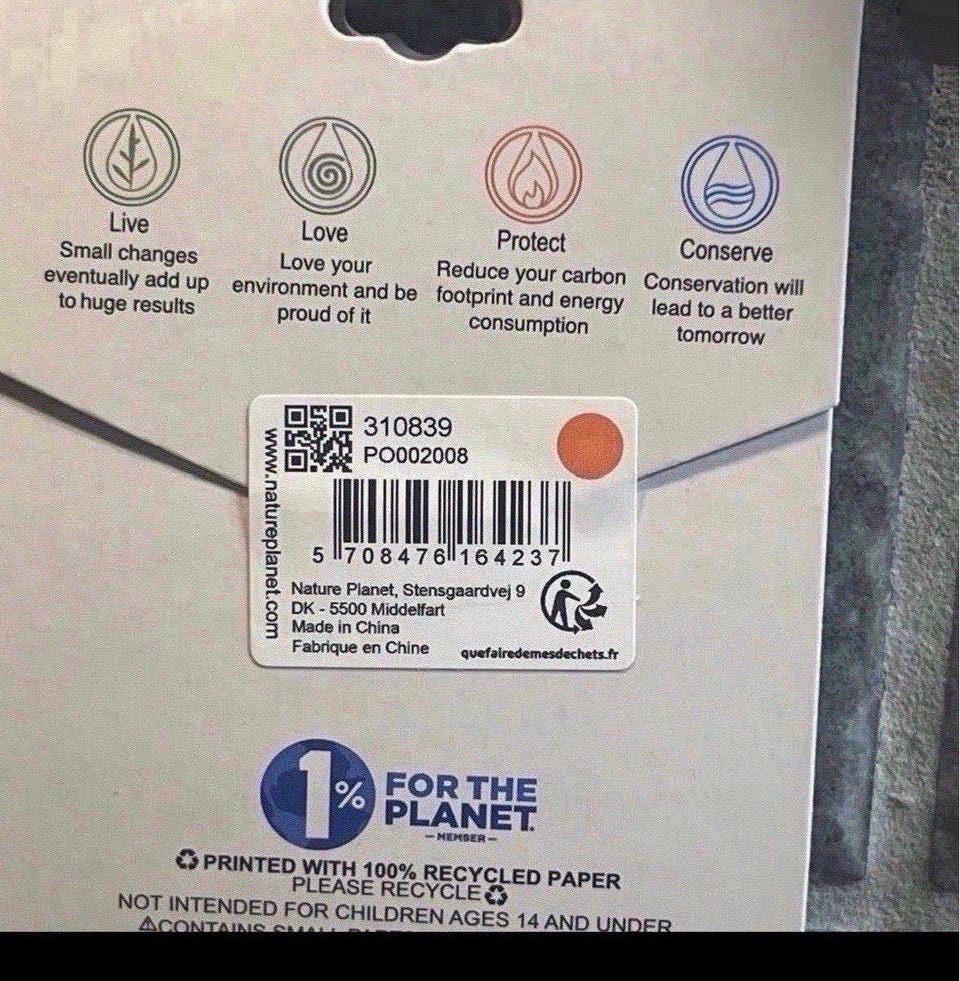 Live
Small changes
eventually add up
to huge results
Love
Love your
environment and be
proud of it
Protect
Reduce your carbon
footprint and energy
consumption
Conserve
Conservation will
lead to a better
tomorrow
www.natureplanet.com
310839
PO002008
5 708476 164237
Nature Planet, Stensgaardvej 9
DK - 5500 Middelfart
Made in China
Fabrique en Chine
quefairedemesdechets.fr
1% FOR THE
PLANET.
MEMBER
PRINTED WITH 100% RECYCLED PAPER
PLEASE RECYCLE
NOT INTENDED FOR CHILDREN AGES 14 AND UNDER
CONTAINS SMALL